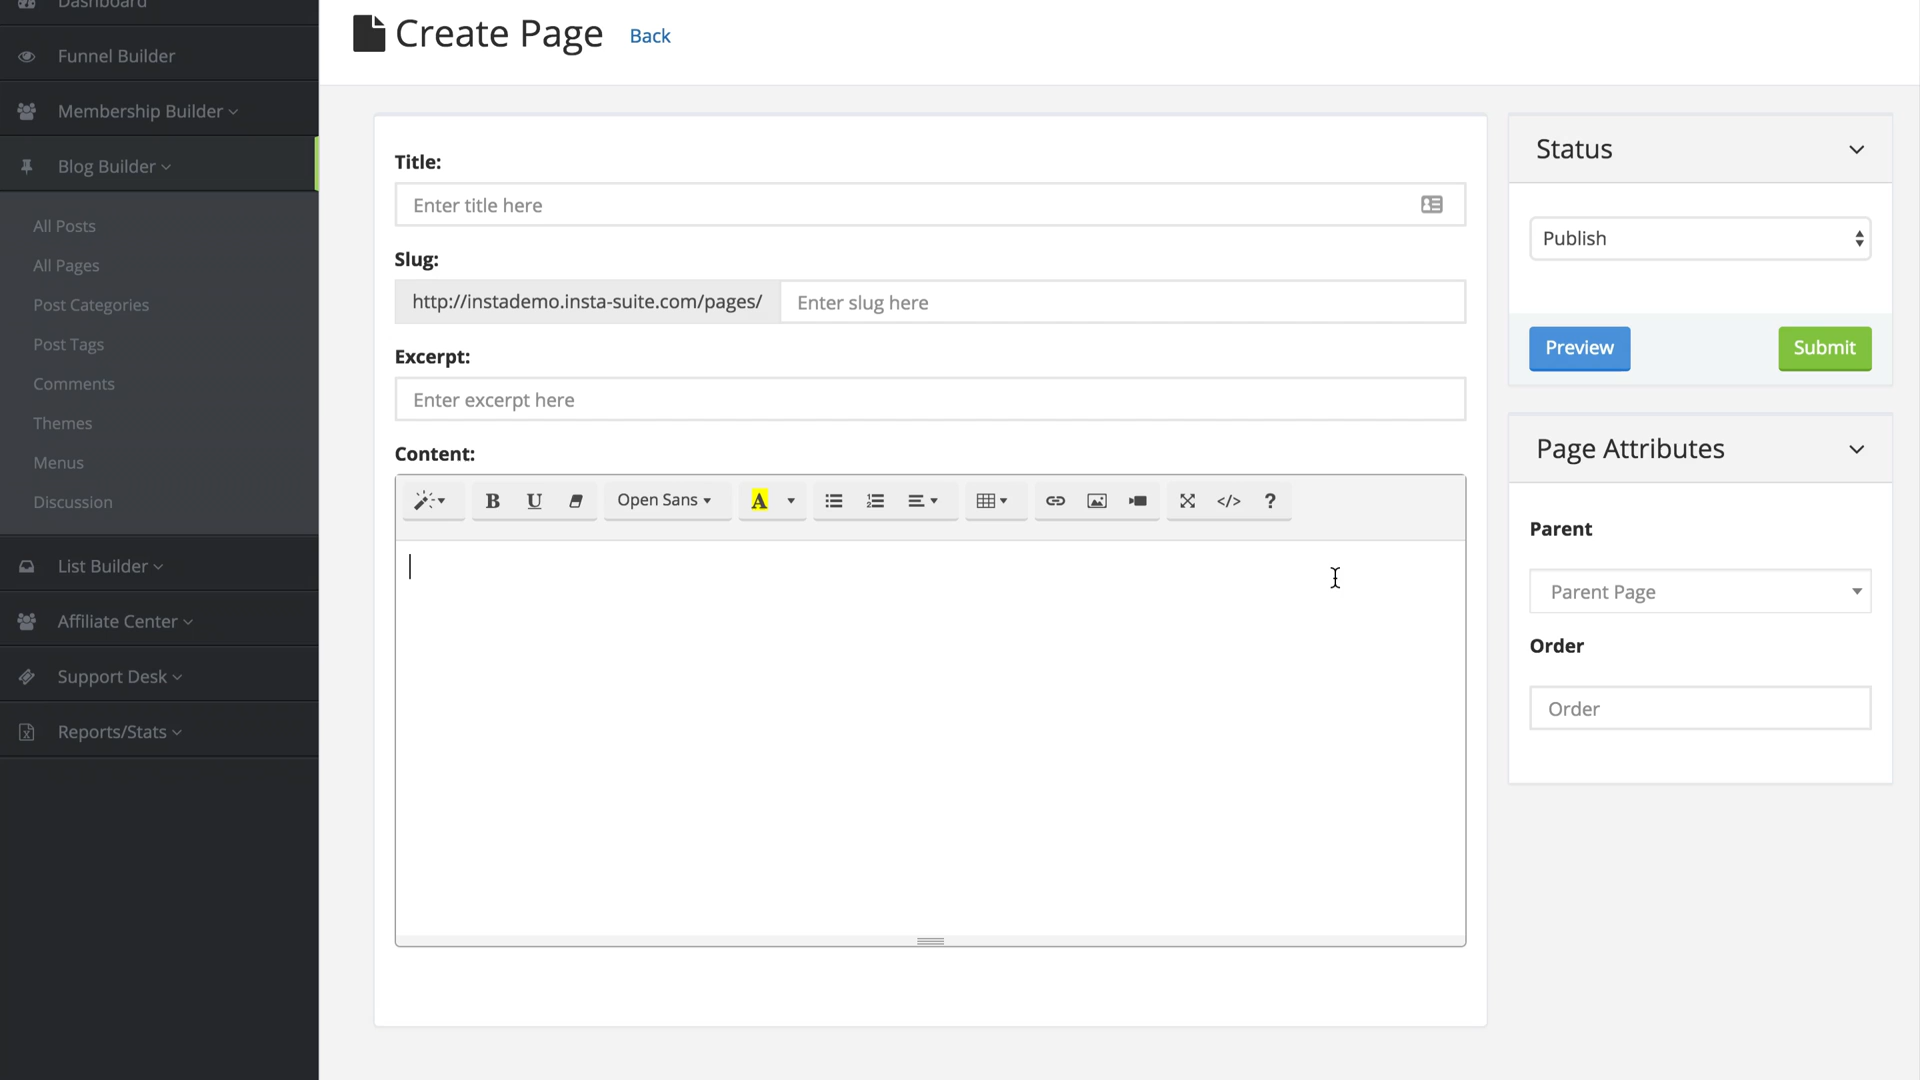 Dashboard
Funnel Builder
Membership Builder
Blog Builder
All Posts
All Pages
Post Categories
Post Tags
Comments
Themes
Menus
Discussion
List Builder
Affiliate Center
Support Desk
Reports/Stats
Create Page Back
Title:
Enter title here
Slug:
http://instademo.insta-suite.com/pages/ Enter slug here
Excerpt:
Enter excerpt here
Content:
B U Open Sans A </> ?
Status
Publish
Preview Submit
Page Attributes
Parent
Parent Page
Order
Order